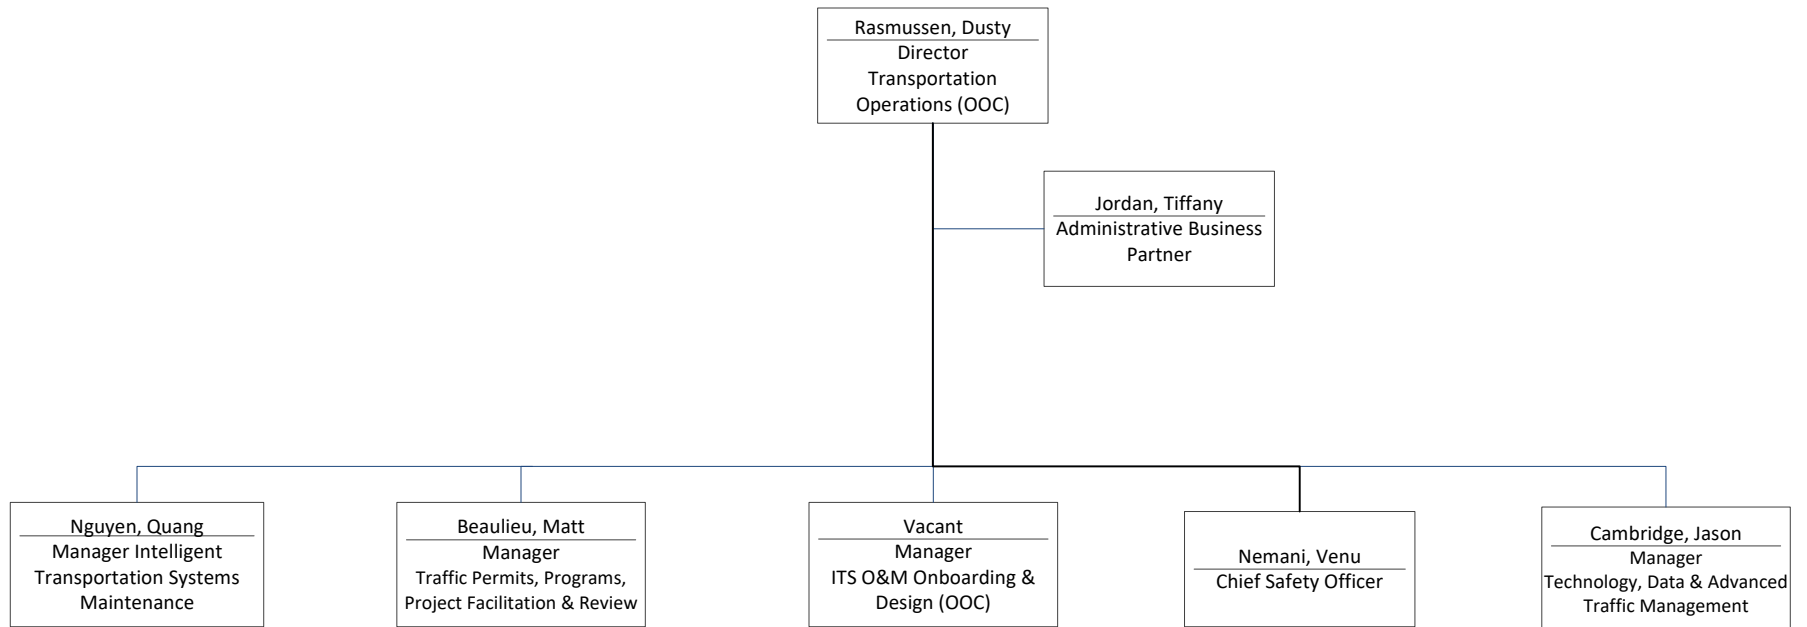 Rasmussen, Dusty
Director
Transportation
Operations (OOC)
Jordan, Tiffany
Administrative Business
Partner
Nguyen, Quang
Manager Intelligent
Transportation Systems
Maintenance
Beaulieu, Matt
Manager
Traffic Permits, Programs,
Project Facilitation & Review
Vacant
Manager
ITS O&M Onboarding &
Design (OOC)
Nemani, Venu
Chief Safety Officer
Cambridge, Jason
Manager
Technology, Data & Advanced
Traffic Management